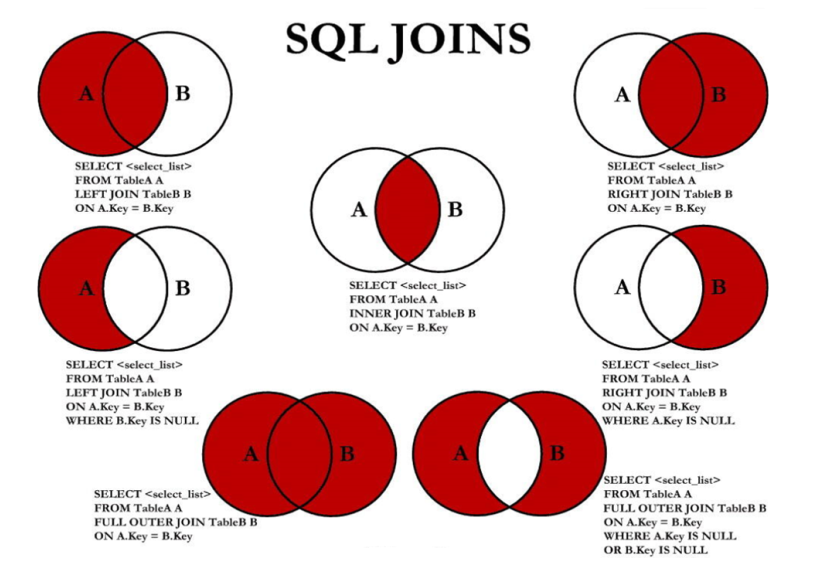 SQL JOINS
A B
SELECT <select_list>
FROM TableA A
LEFT JOIN TableB B
ON A.Key = B.Key
A B
SELECT <select_list>
FROM TableA A
RIGHT JOIN TableB B
ON A.Key = B.Key
A B
SELECT <select_list>
FROM TableA A
INNER JOIN TableB B
ON A.Key = B.Key
A B
SELECT <select_list>
FROM TableA A
LEFT JOIN TableB B
ON A.Key = B.Key
WHERE B.Key IS NULL
A B
SELECT <select_list>
FROM TableA A
RIGHT JOIN TableB B
ON A.Key = B.Key
WHERE A.Key IS NULL
A B
SELECT <select_list>
FROM TableA A
FULL OUTER JOIN TableB B
ON A.Key = B.Key
A B
SELECT <select_list>
FROM TableA A
FULL OUTER JOIN TableB B
ON A.Key = B.Key
WHERE A.Key IS NULL
OR B.Key IS NULL